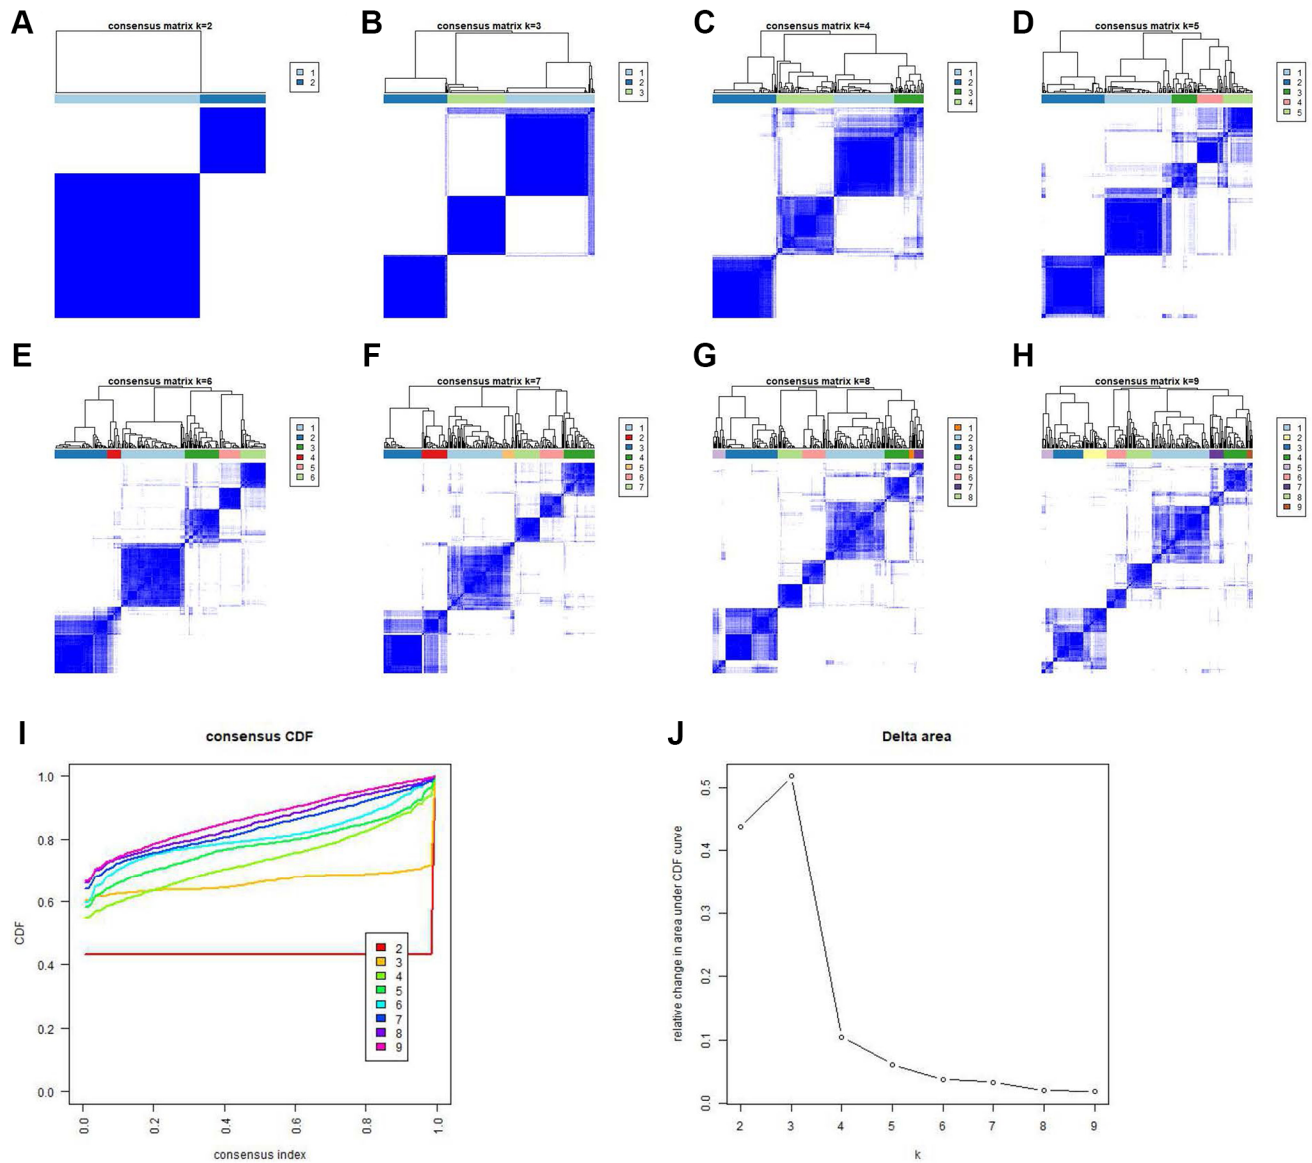 A
consensus matrix k=2
1
2
B
consensus matrix k=3
1
2
3
C
consensus matrix k=4
1
2
3
4
D
consensus matrix k=5
1
2
3
4
5
E
consensus matrix k=6
1
2
3
4
5
6
F
consensus matrix k=7
1
2
3
4
5
6
7
G
consensus matrix k=8
1
2
3
4
5
6
7
8
H
consensus matrix k=9
1
2
3
4
5
6
7
8
9
I
consensus CDF
CDF
1.0
0.8
0.6
0.4
0.2
0.0
2
3
4
5
6
7
8
9
0.0 0.2 0.4 0.6 0.8 1.0
consensus index
J
Delta area
relative change in area under CDF curve
0.5
0.4
0.3
0.2
0.1
0.0
2 3 4 5 6 7 8 9
k